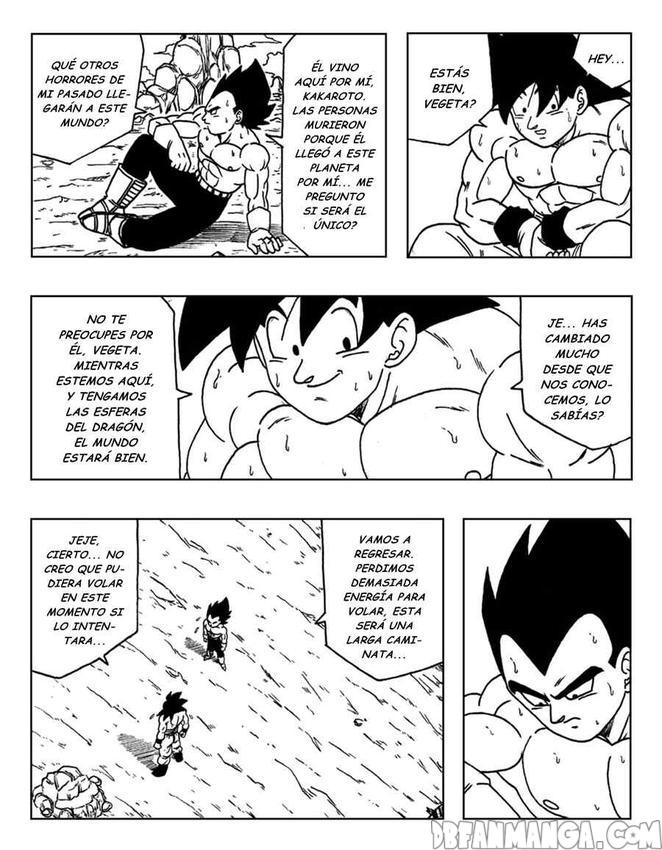 HEY...
ESTÁS
BIEN,
VEGETA?
ÉL VINO
AQUÍ POR MÍ,
KAKAROTO.
LAS PERSONAS
MURIERON
PORQUE ÉL
LLEGÓ A ESTE
PLANETA
POR MÍ... ME
PREGUNTO
SI SERÁ EL
ÚNICO?
QUÉ OTROS
HORRORES DE
MI PASADO LLE-
GARÁN A ESTE
MUNDO?
JE... HAS
CAMBIADO
MUCHO
DESDE QUE
NOS CONO-
CEMOS, LO
SABÍAS?
NO TE
PREOCUPES POR
ÉL, VEGETA.
MIENTRAS
ESTEMOS AQUÍ,
Y TENGAMOS
LAS ESFERAS
DEL DRAGÓN,
EL MUNDO
ESTARÁ BIEN.
VAMOS A
REGRESAR.
PERDIMOS
DEMASIADA
ENERGÍA PARA
VOLAR, ESTA
SERÁ UNA
LARGA CAMI-
NATA...
JEJE,
CIERTO... NO
CREO QUE PU-
DIERA VOLAR
EN ESTE
MOMENTO SI
LO INTEN-
TARA...
DBFANMANGA.COM